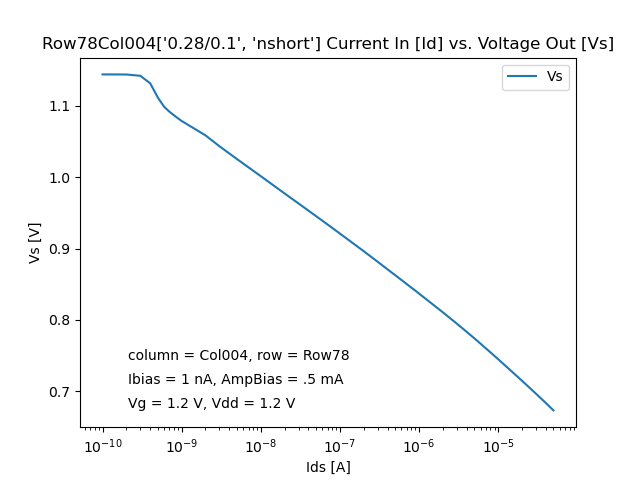 Row78Col004['0.28/0.1', 'nshort'] Current In [Id] vs. Voltage Out [Vs]
Vs
1.1
1.0
0.9
0.8
0.7
Vs [V]
column = Col004, row = Row78
Ibias = 1 nA, AmpBias = .5 mA
Vg = 1.2 V, Vdd = 1.2 V
10⁻¹⁰ 10⁻⁹ 10⁻⁸ 10⁻⁷ 10⁻⁶ 10⁻⁵
Ids [A]